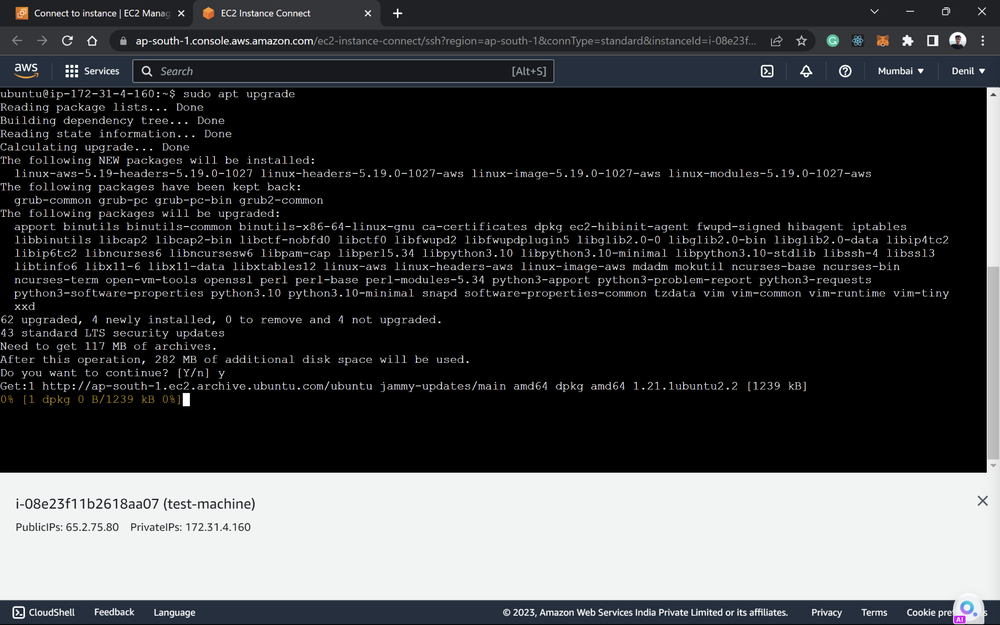 Connect to instance | EC2 Manag
EC2 Instance Connect
ap-south-1.console.aws.amazon.com/ec2-instance-connect/ssh?region=ap-south-1&connType=standard&instanceId=i-08e23f...
aws
Services
Search
[Alt+S]
Mumbai ▼
Denil ▼
ubuntu@ip-172-31-4-160:~$ sudo apt upgrade
Reading package lists... Done
Building dependency tree... Done
Reading state information... Done
Calculating upgrade... Done
The following NEW packages will be installed:
linux-aws-5.19-headers-5.19.0-1027 linux-headers-5.19.0-1027-aws linux-image-5.19.0-1027-aws linux-modules-5.19.0-1027-aws
The following packages have been kept back:
grub-common grub-pc grub-pc-bin grub2-common
The following packages will be upgraded:
apport binutils binutils-common binutils-x86-64-linux-gnu ca-certificates dpkg ec2-hibinit-agent fwupd-signed hibagent iptables
libbinutils libcap2 libcap2-bin libctf-nobfd0 libctf0 libfwupd2 libfwupdplugin5 libglib2.0-0 libglib2.0-bin libglib2.0-data libip4tc2
libip6tc2 libncurses6 libncursesw6 libpam-cap libperl5.34 libpython3.10 libpython3.10-minimal libpython3.10-stdlib libssh-4 libssl3
libtinfo6 libx11-6 libx11-data libxtables12 linux-aws linux-headers-aws linux-image-aws mdadm mokutil ncurses-base ncurses-bin
ncurses-term open-vm-tools openssl perl perl-base perl-modules-5.34 python3-apport python3-problem-report python3-requests
python3-software-properties python3.10 python3.10-minimal snapd software-properties-common tzdata vim vim-common vim-runtime vim-tiny
xxd
62 upgraded, 4 newly installed, 0 to remove and 4 not upgraded.
43 standard LTS security updates
Need to get 117 MB of archives.
After this operation, 282 MB of additional disk space will be used.
Do you want to continue? [Y/n] y
Get:1 http://ap-south-1.ec2.archive.ubuntu.com/ubuntu jammy-updates/main amd64 dpkg amd64 1.21.1ubuntu2.2 [1239 kB]
0% [1 dpkg 0 B/1239 kB 0%]
i-08e23f11b2618aa07 (test-machine)
PublicIPs: 65.2.75.80 PrivateIPs: 172.31.4.160
CloudShell
Feedback
Language
© 2023, Amazon Web Services India Private Limited or its affiliates.
Privacy
Terms
Cookie pref
AI